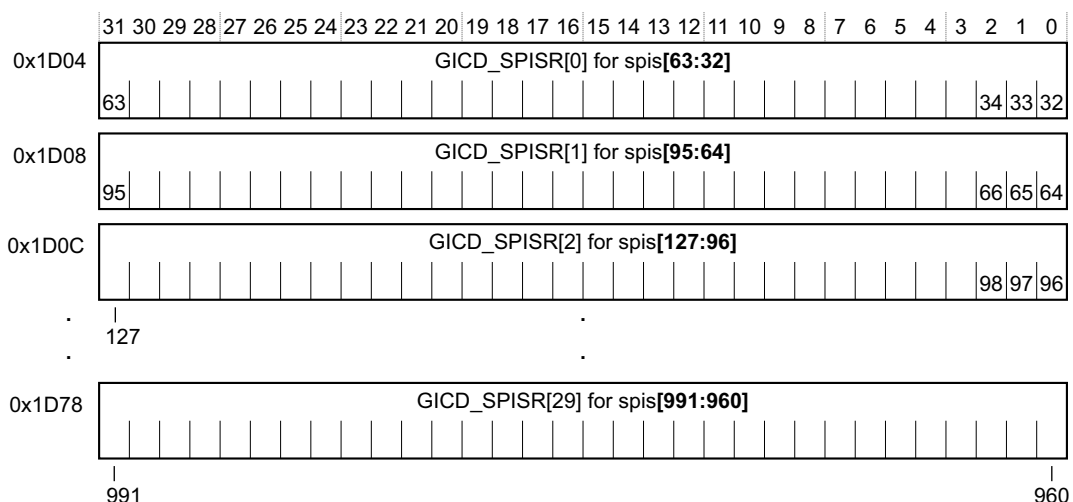 31 30 29 28 27 26 25 24 23 22 21 20 19 18 17 16 15 14 13 12 11 10 9 8 7 6 5 4 3 2 1 0
0x1D04 GICD_SPISR[0] for spis[63:32]
63 34 33 32
0x1D08 GICD_SPISR[1] for spis[95:64]
95 66 65 64
0x1D0C GICD_SPISR[2] for spis[127:96]
98 97 96
. .
127
. .
0x1D78 GICD_SPISR[29] for spis[991:960]
991 960